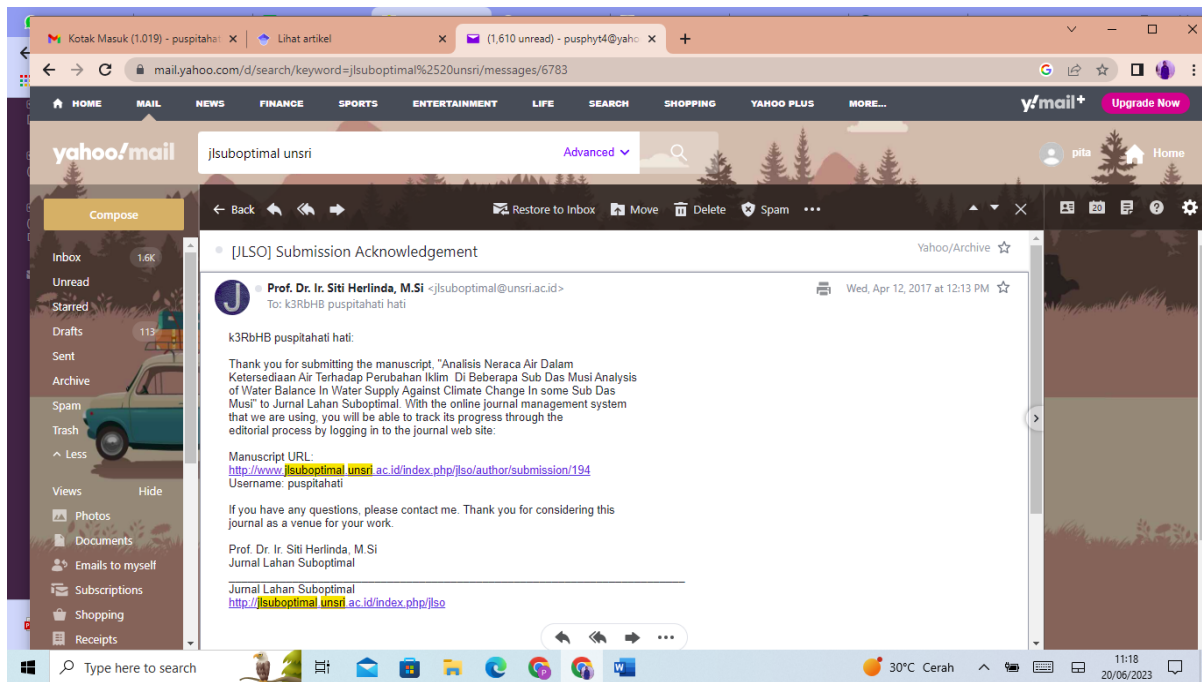 Kotak Masuk (1.019) - puspitahat
Lihat artikel
(1,610 unread) - pusphyt4@yaho
mail.yahoo.com/d/search/keyword=jlsuboptimal%2520unsri/messages/6783
HOME MAIL NEWS FINANCE SPORTS ENTERTAINMENT LIFE SEARCH SHOPPING YAHOO PLUS MORE... y!mail+ Upgrade Now
yahoo!mail
jlsuboptimal unsri Advanced
pita Home
Compose
Back Restore to Inbox Move Delete Spam
20
Inbox 1.6K
Unread
Starred
Drafts 113
Sent
Archive
Spam
Trash
Less
Views Hide
Photos
Documents
Emails to myself
Subscriptions
Shopping
Receipts
[JLSO] Submission Acknowledgement Yahoo/Archive
J
Prof. Dr. Ir. Siti Herlinda, M.Si <jlsuboptimal@unsri.ac.id> Wed, Apr 12, 2017 at 12:13 PM
To: k3RbHB puspitahati hati
k3RbHB puspitahati hati:
Thank you for submitting the manuscript, "Analisis Neraca Air Dalam
Ketersediaan Air Terhadap Perubahan Iklim Di Beberapa Sub Das Musi Analysis
of Water Balance In Water Supply Against Climate Change In some Sub Das
Musi" to Jurnal Lahan Suboptimal. With the online journal management system
that we are using, you will be able to track its progress through the
editorial process by logging in to the journal web site:
Manuscript URL:
http://www.jlsuboptimal.unsri.ac.id/index.php/jlso/author/submission/194
Username: puspitahati
If you have any questions, please contact me. Thank you for considering this
journal as a venue for your work.
Prof. Dr. Ir. Siti Herlinda, M.Si
Jurnal Lahan Suboptimal
Jurnal Lahan Suboptimal
http://jlsuboptimal.unsri.ac.id/index.php/jlso
Type here to search
30°C Cerah
11:18
20/06/2023